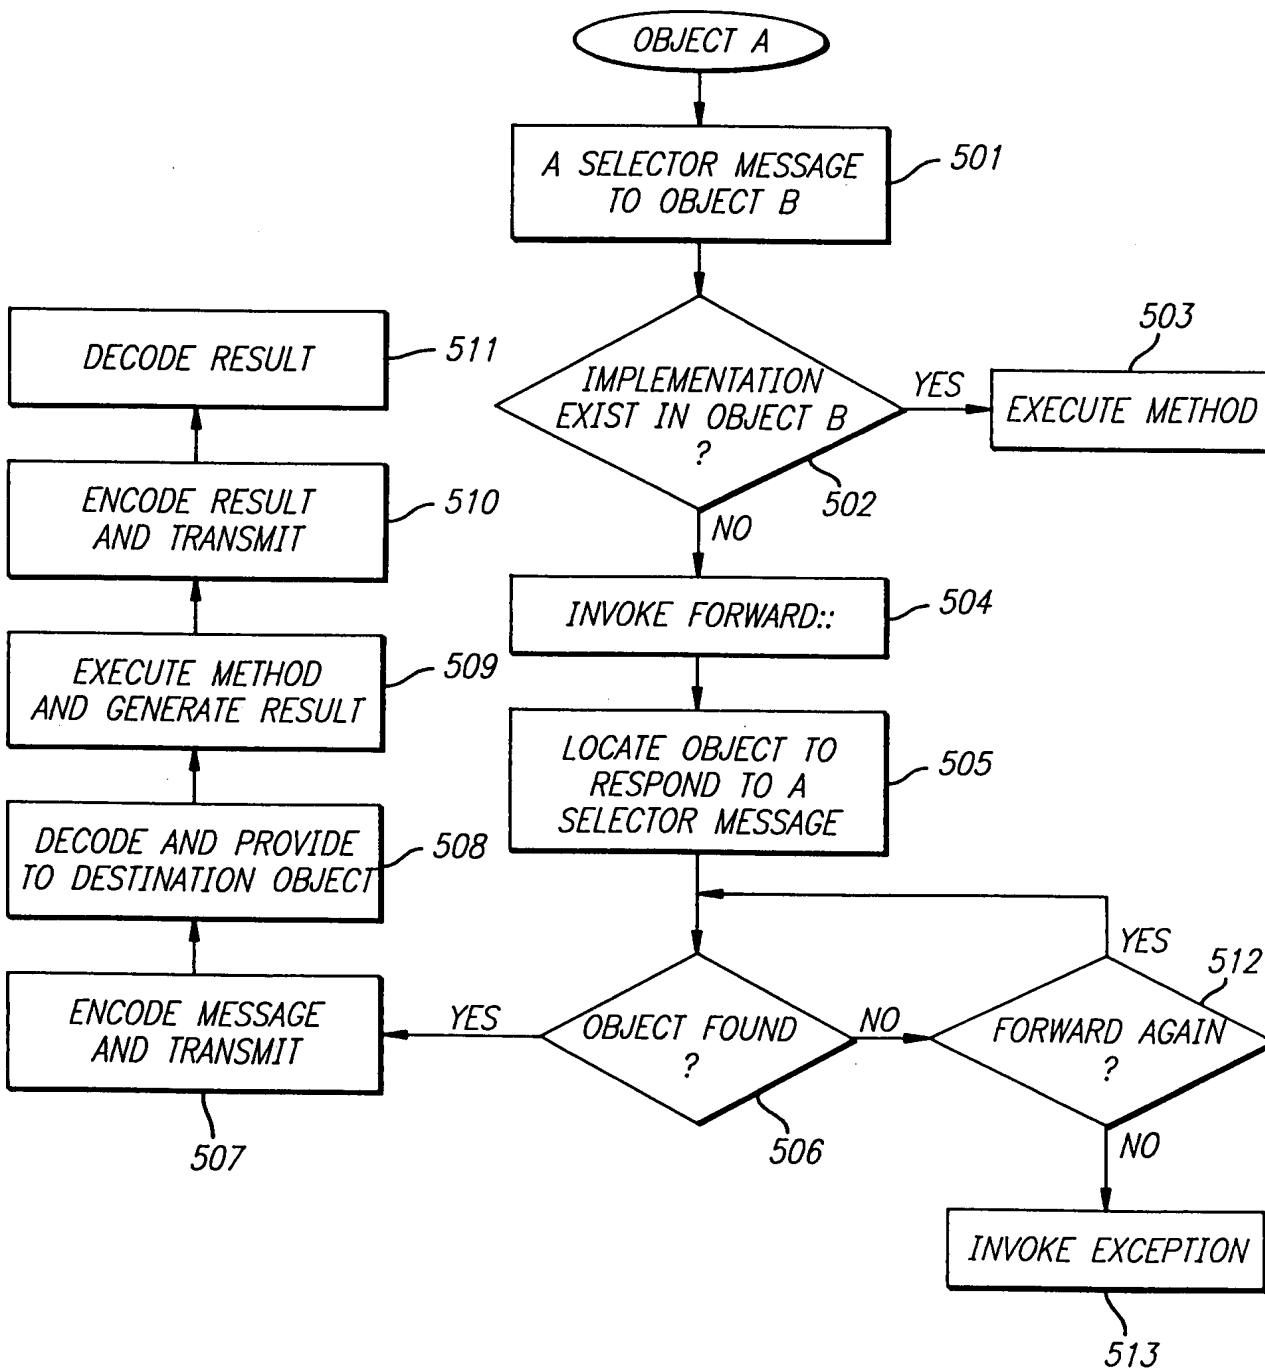 OBJECT A
A SELECTOR MESSAGE
TO OBJECT B
501
IMPLEMENTATION
EXIST IN OBJECT B
?
502
YES
503
EXECUTE METHOD
NO
INVOKE FORWARD::
504
LOCATE OBJECT TO
RESPOND TO A
SELECTOR MESSAGE
505
OBJECT FOUND
?
506
NO
FORWARD AGAIN
?
512
YES
NO
INVOKE EXCEPTION
513
YES
ENCODE MESSAGE
AND TRANSMIT
507
DECODE AND PROVIDE
TO DESTINATION OBJECT
508
EXECUTE METHOD
AND GENERATE RESULT
509
ENCODE RESULT
AND TRANSMIT
510
DECODE RESULT
511